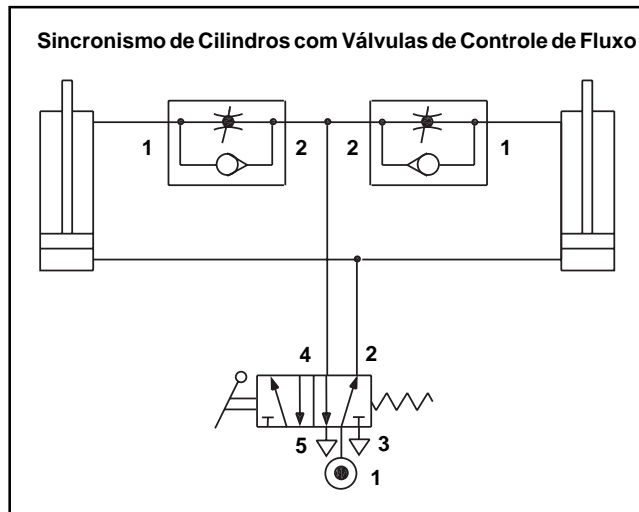 Sincronismo de Cilindros com Válvulas de Controle de Fluxo
1 2 2 1
4 2
5 3
1